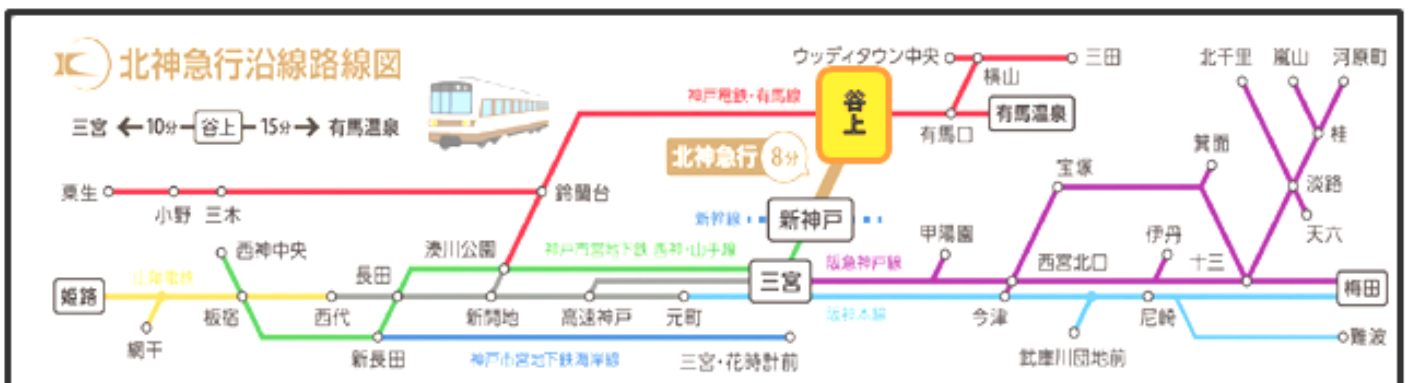 北神急行沿線路線図
三宮 ←10分− 谷上 −15分→ 有馬温泉
ウッディタウン中央
三田
横山
神戸電鉄・有馬線
谷上
有馬口
有馬温泉
北千里
嵐山
河原町
桂
箕面
淡路
天六
北神急行 8分
宝塚
粟生
小野
三木
鈴蘭台
新幹線
新神戸
西神中央
湊川公園
神戸市営地下鉄 西神・山手線
阪急神戸線
甲陽園
西宮北口
伊丹
十三
姫路
山陽電鉄
長田
三宮
梅田
板宿
西代
新開地
高速神戸
元町
阪神本線
今津
尼崎
網干
新長田
神戸市営地下鉄海岸線
三宮・花時計前
武庫川団地前
難波